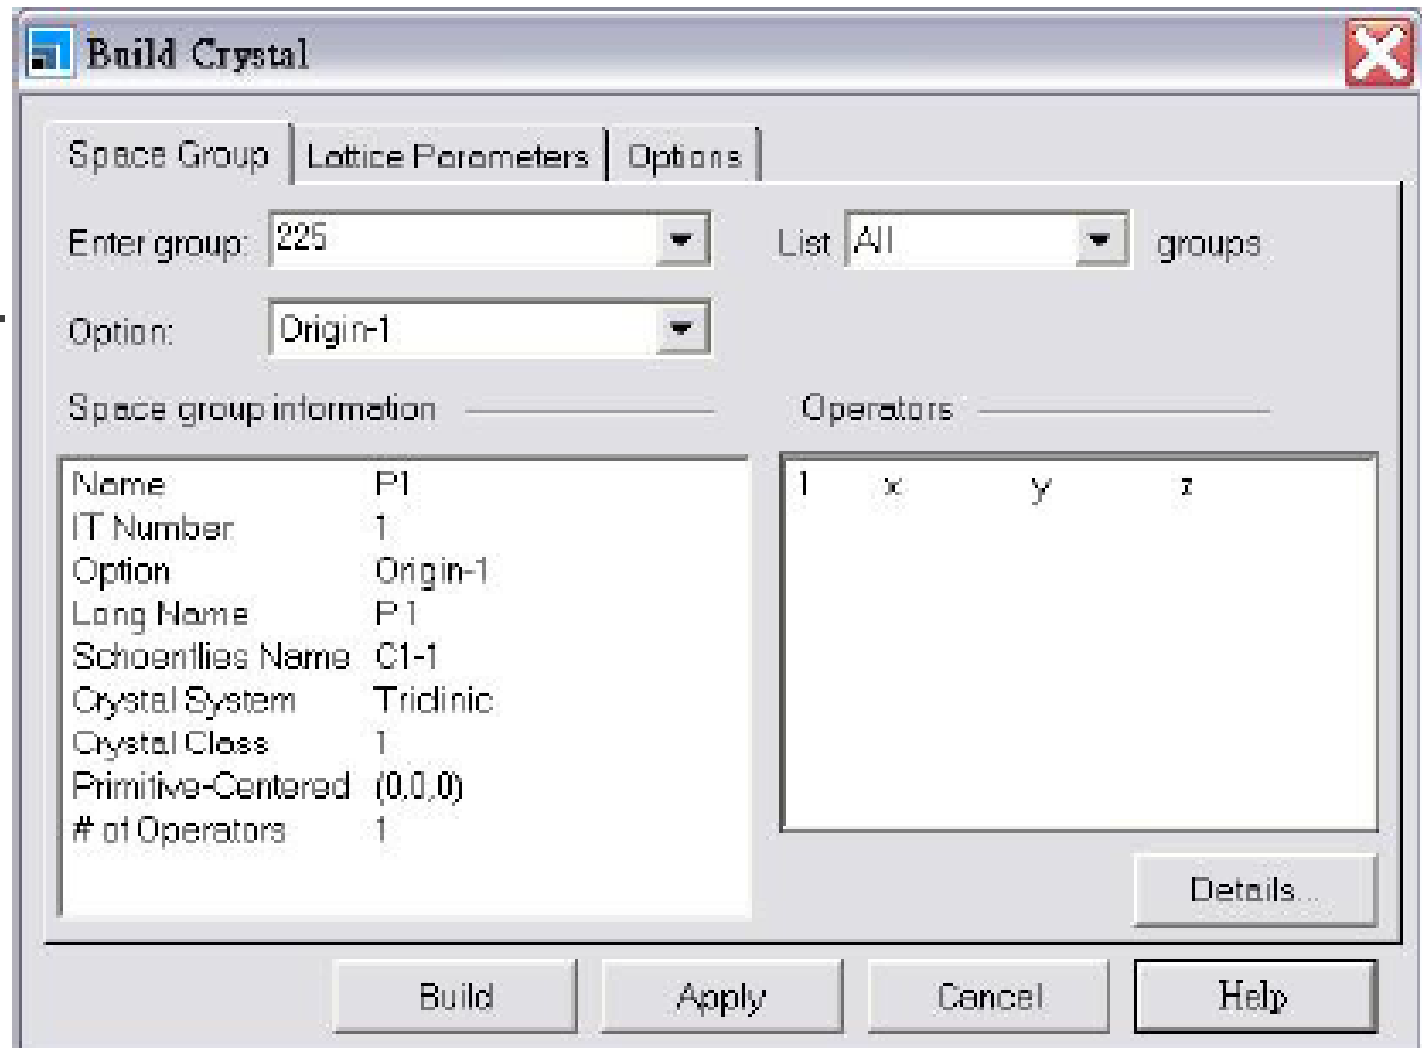 Build Crystal
Space Group Lattice Parameters Options
Enter group: 225 List All groups
Option: Origin-1
Space group information Operators
Name P1
1 x y z
IT Number 1
Option Origin-1
Long Name P 1
Schoenflies Name C1-1
Crystal System Triclinic
Crystal Class 1
Primitive-Centered (0,0,0)
# of Operators 1
Details...
Build Apply Cancel Help